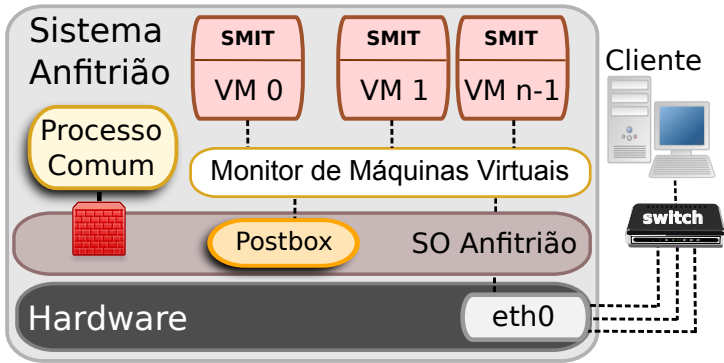 Sistema
Anfitrião
SMIT
VM 0
SMIT
VM 1
SMIT
VM n-1
Cliente
Processo
Comum
Monitor de Máquinas Virtuais
switch
Postbox
SO Anfitrião
Hardware
eth0